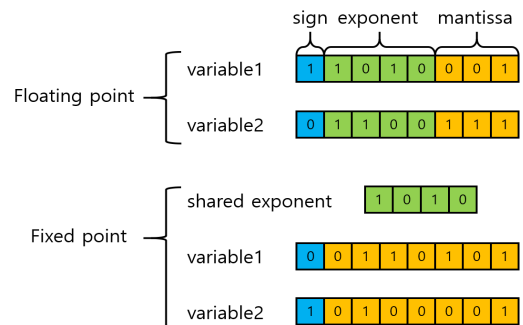 sign exponent mantissa
variable1 1 1 0 1 0 0 0 1
Floating point
variable2 0 1 1 0 0 1 1 1
shared exponent 1 0 1 0
Fixed point
variable1 0 0 1 1 0 1 0 1
variable2 1 0 1 0 0 0 0 1